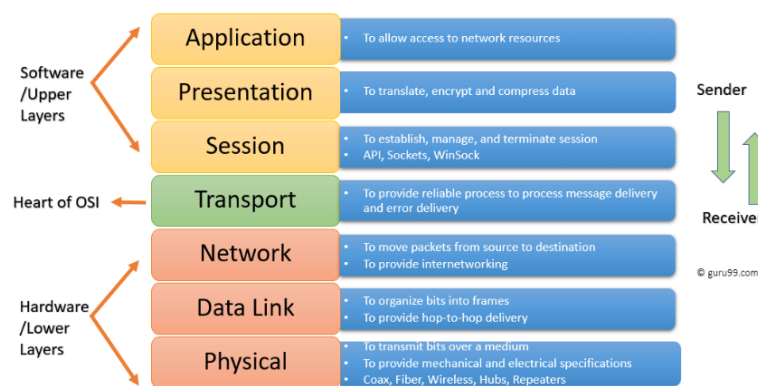 Application
• To allow access to network resources
Software
/Upper
Layers
Presentation
• To translate, encrypt and compress data
Session
• To establish, manage, and terminate session
• API, Sockets, WinSock
Sender
Heart of OSI
Transport
• To provide reliable process to process message delivery
and error delivery
Receiver
Network
• To move packets from source to destination
• To provide internetworking
© guru99.com
Hardware
/Lower
Layers
Data Link
• To organize bits into frames
• To provide hop-to-hop delivery
Physical
• To transmit bits over a medium
• To provide mechanical and electrical specifications
• Coax, Fiber, Wireless, Hubs, Repeaters